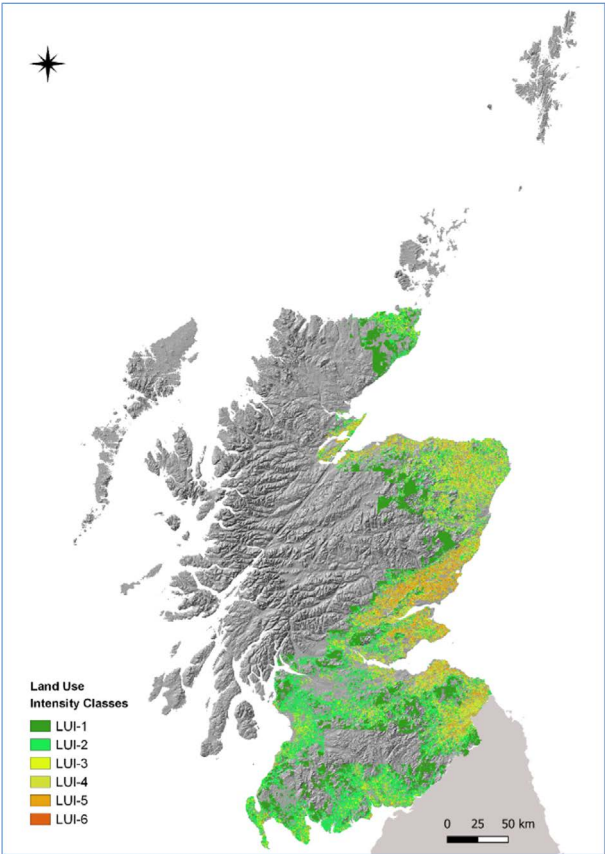 Land Use
Intensity Classes
LUI-1
LUI-2
LUI-3
LUI-4
LUI-5
LUI-6
0 25 50 km